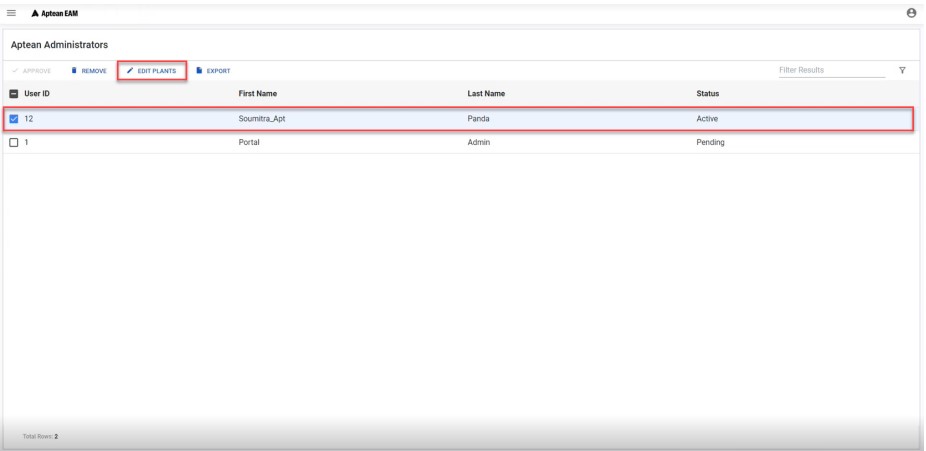 Aptean EAM
Aptean Administrators
APPROVE REMOVE EDIT PLANTS EXPORT Filter Results
User ID First Name Last Name Status
12 Soumitra_Apt Panda Active
1 Portal Admin Pending
Total Rows: 2